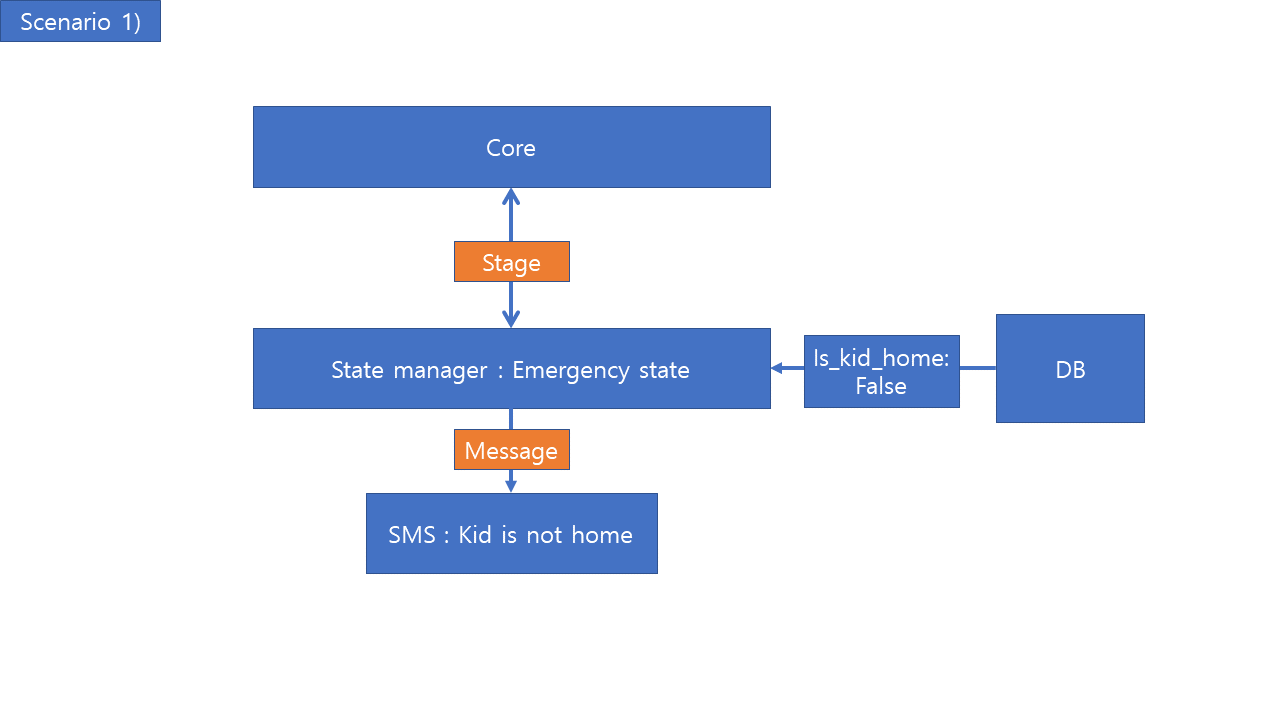 Scenario 1)
Core
Stage
State manager : Emergency state
Is_kid_home:
False
DB
Message
SMS : Kid is not home